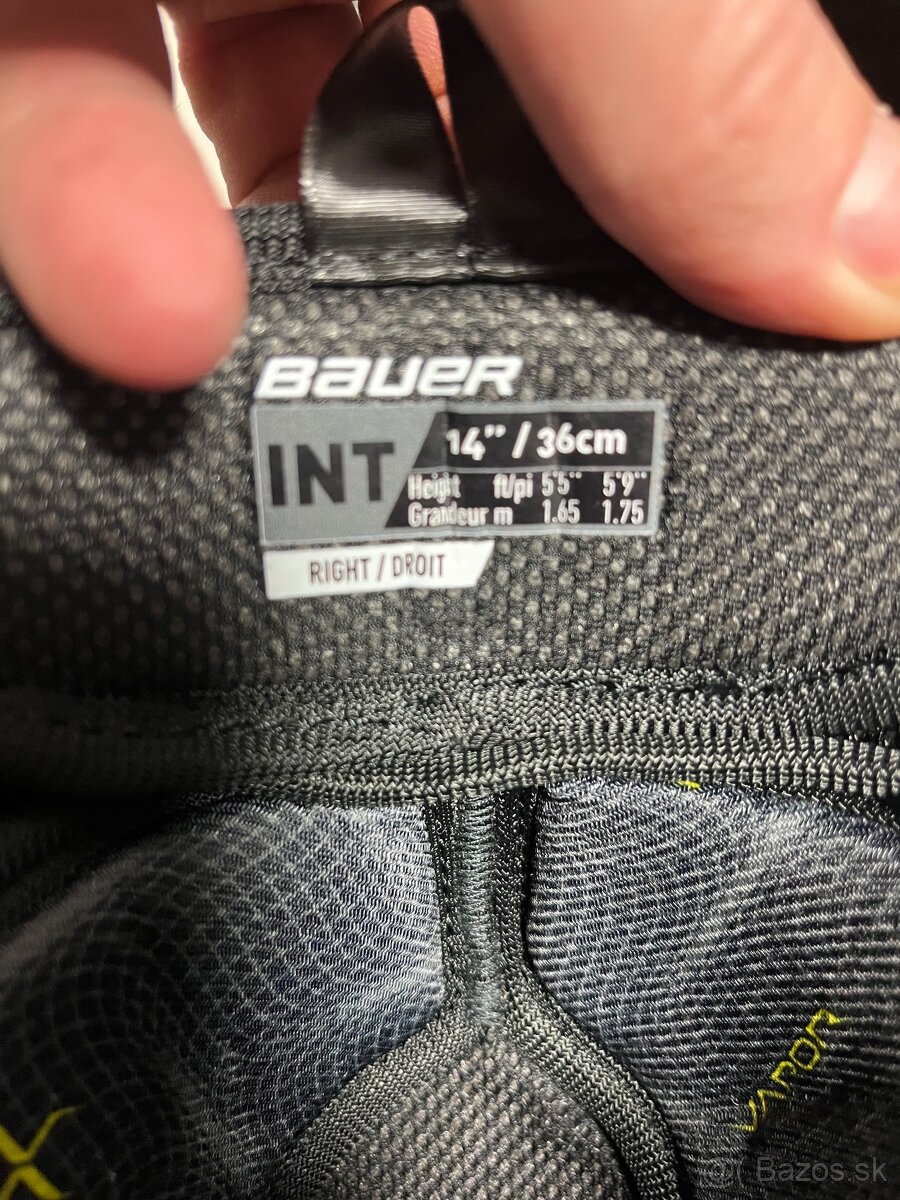 BAUER
INT
14" / 36cm
Height ft/pi 5'5" 5'9"
Grandeur m 1.65 1.75
RIGHT / DROIT
VAPOR
X
Bazos.sk